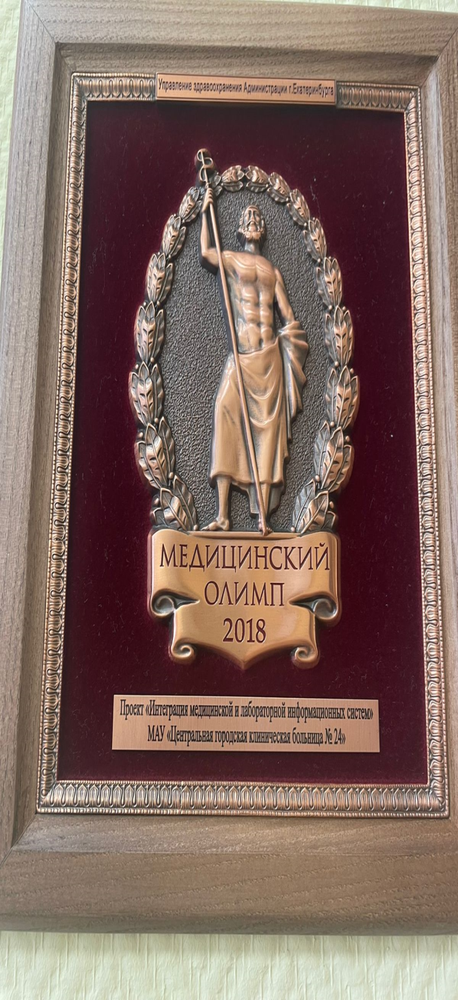 Управление здравоохранения Администрации г.Екатеринбурга
МЕДИЦИНСКИЙ
ОЛИМП
2018
Проект «Интеграция медицинской и лабораторной информационных систем»
МАУ «Центральная городская клиническая больница № 24»